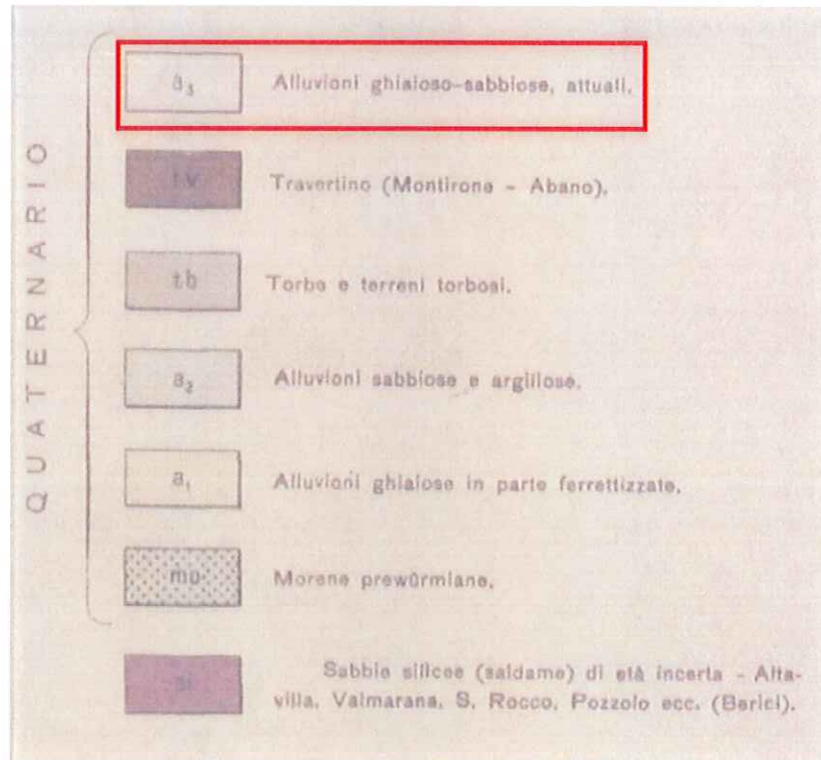 QUATERNARIO
a₃ Alluvioni ghiaioso-sabbiose, attuali.
tv Travertino (Montirone - Abano).
tb Torbe e terreni torbosi.
a₂ Alluvioni sabbiose e argillose.
a₁ Alluvioni ghiaiose in parte ferrettizzate.
mo Morene prewürmiane.
si Sabbie silicee (saldame) di età incerta - Alta-
villa, Valmarana, S. Rocco, Pozzolo ecc. (Berici).